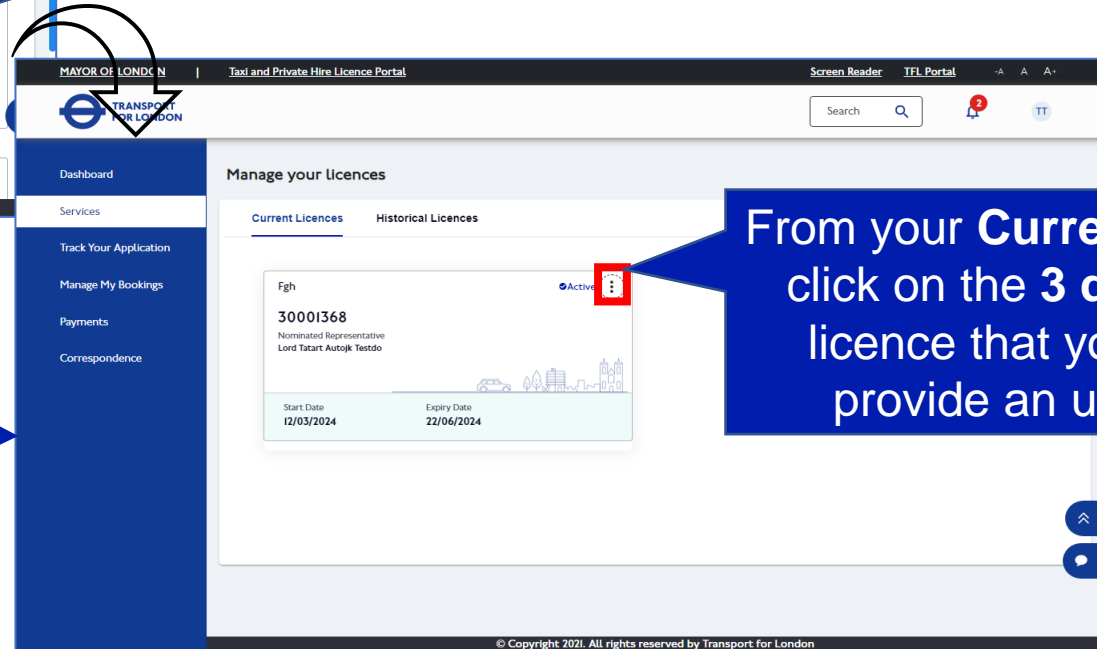 MAYOR OF LONDON | Taxi and Private Hire Licence Portal Screen Reader TFL Portal -A A A+
TRANSPORT
FOR LONDON
Search
2
TT
Dashboard
Services
Track Your Application
Manage My Bookings
Payments
Correspondence
Manage your licences
Current Licences Historical Licences
Fgh Active
30001368
Nominated Representative
Lord Tatart Autojk Testdo
Start Date Expiry Date
12/03/2024 22/06/2024
From your Curre
click on the 3 d
licence that yo
provide an u
© Copyright 2021. All rights reserved by Transport for London